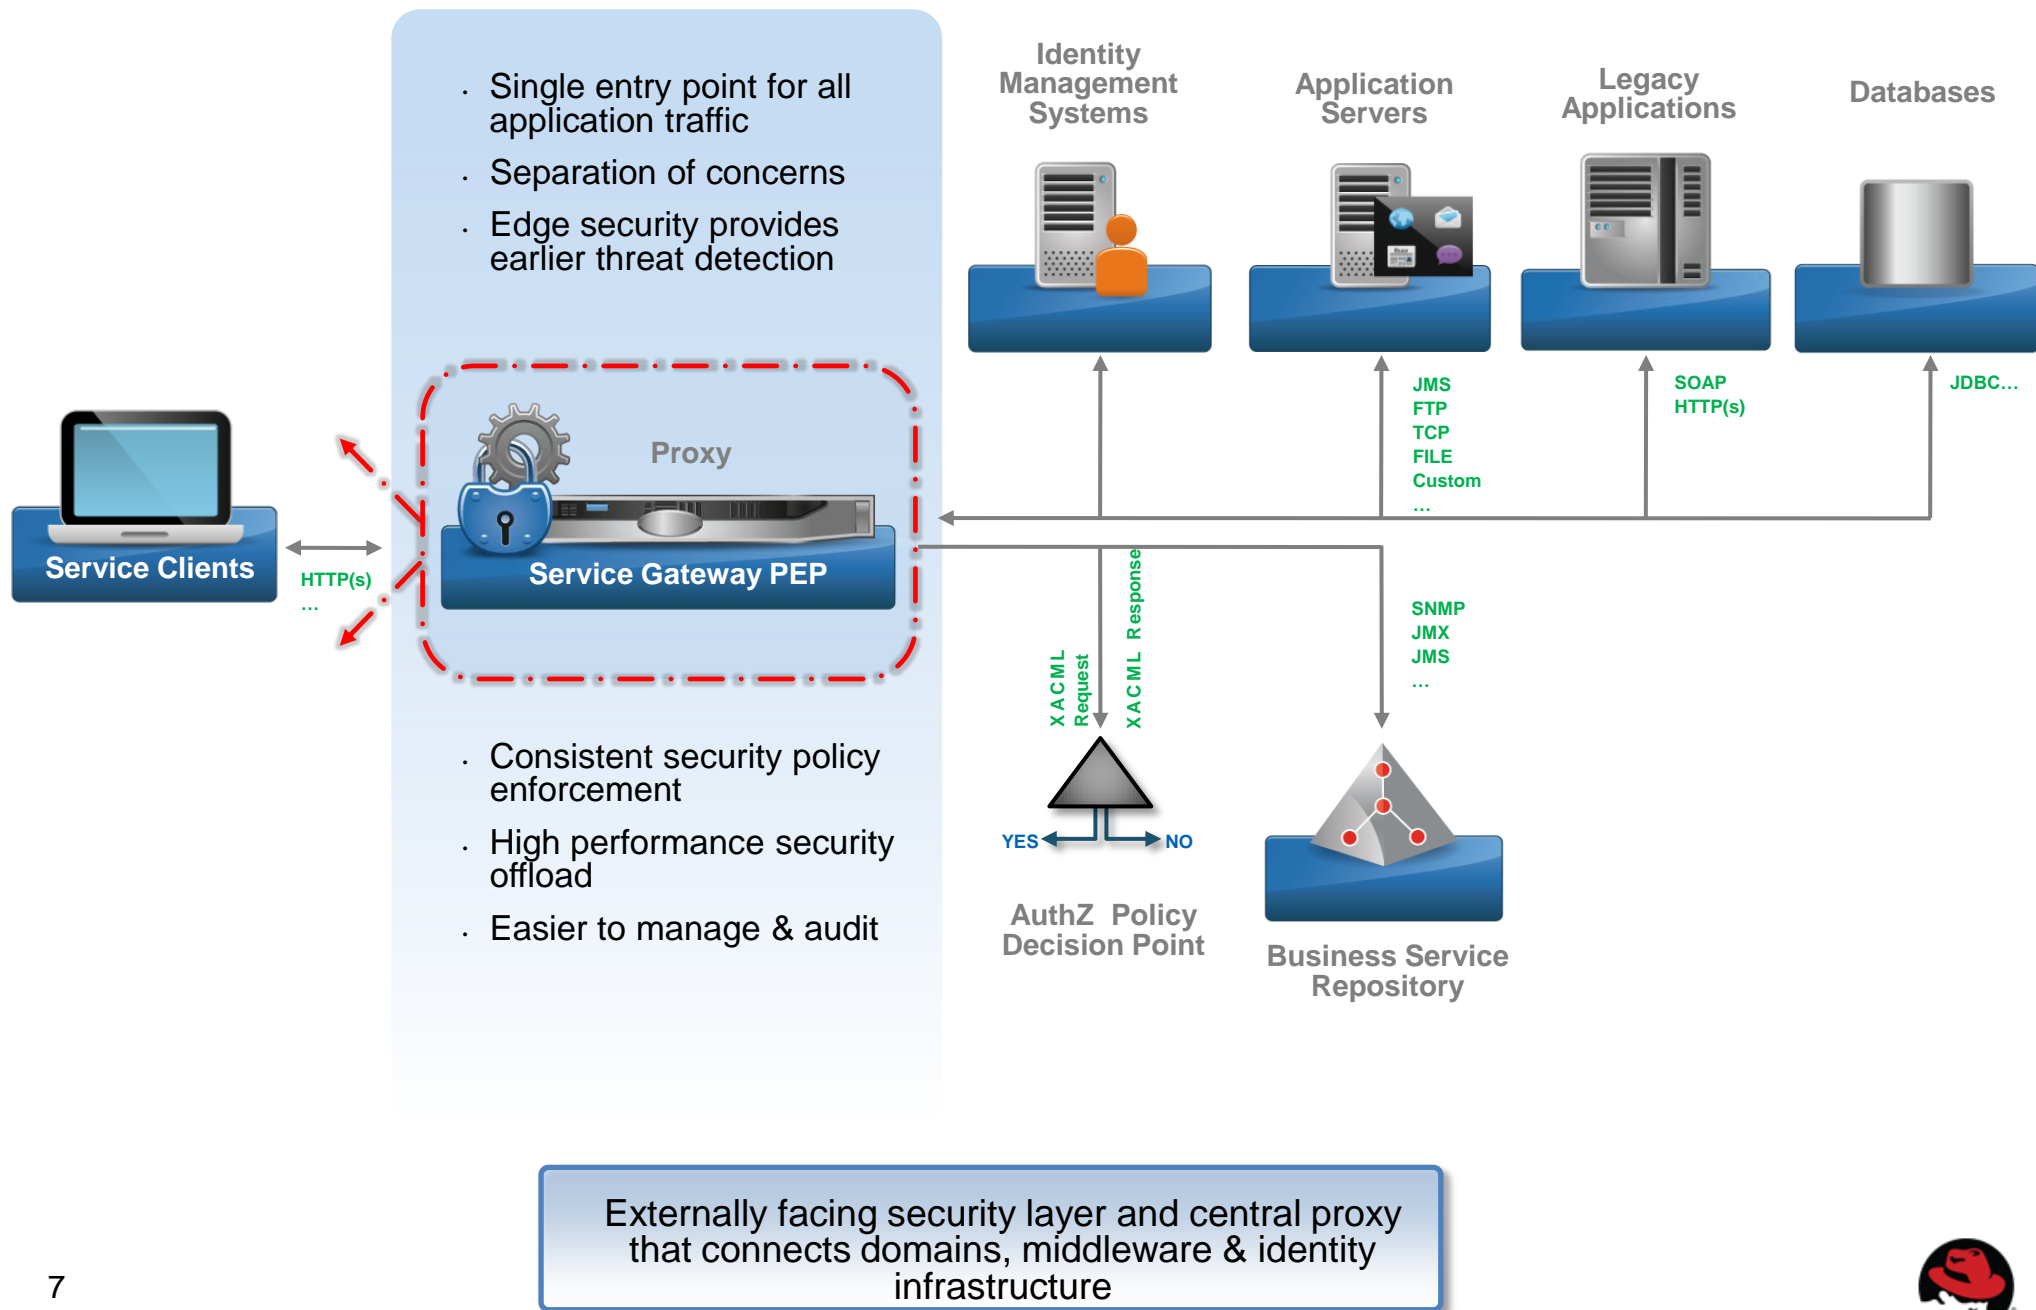 · Single entry point for all
application traffic
· Separation of concerns
· Edge security provides
earlier threat detection
Identity
Management
Systems
Application
Servers
Legacy
Applications
Databases
Proxy
Service Gateway PEP
Service Clients
HTTP(s)
…
JMS
FTP
TCP
FILE
Custom
…
SOAP
HTTP(s)
JDBC…
XACML
Request
XACML Response
SNMP
JMX
JMS
…
YES
NO
AuthZ Policy
Decision Point
Business Service
Repository
· Consistent security policy
enforcement
· High performance security
offload
· Easier to manage & audit
Externally facing security layer and central proxy
that connects domains, middleware & identity
infrastructure
7